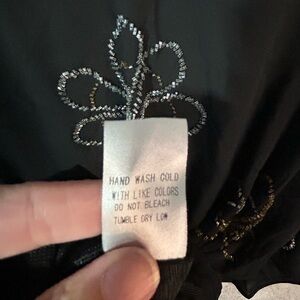 HAND WASH COLD
WITH LIKE COLORS
DO NOT BLEACH
TUMBLE DRY LOW